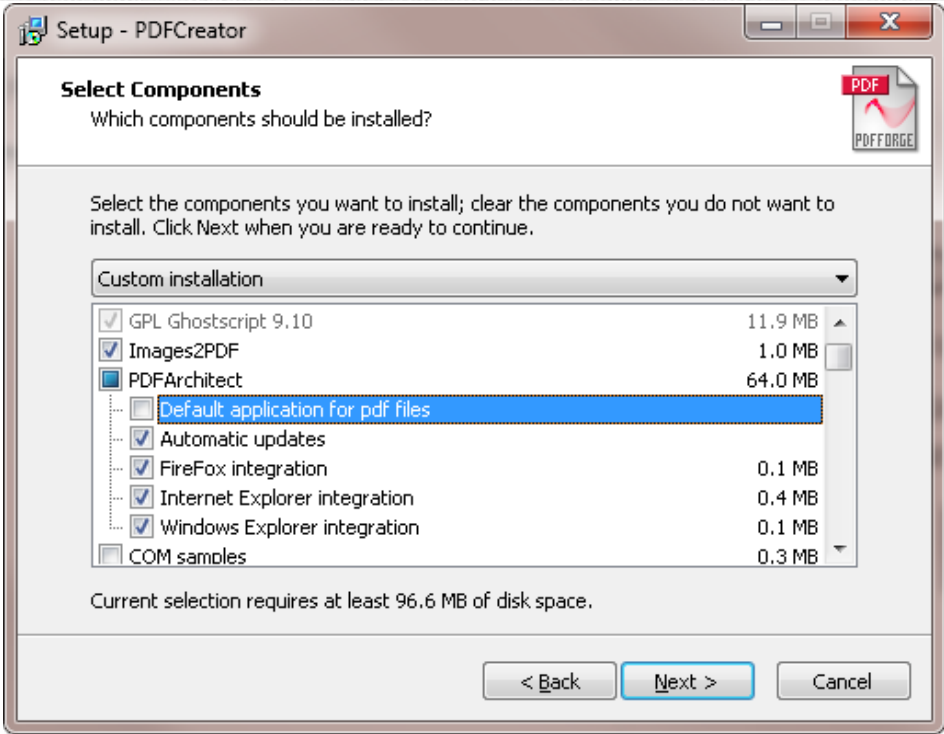 Setup - PDFCreator
Select Components
Which components should be installed?
PDF
PDFFORGE
Select the components you want to install; clear the components you do not want to
install. Click Next when you are ready to continue.
Custom installation
GPL Ghostscript 9.10 11.9 MB
Images2PDF 1.0 MB
PDFArchitect 64.0 MB
Default application for pdf files
Automatic updates
FireFox integration 0.1 MB
Internet Explorer integration 0.4 MB
Windows Explorer integration 0.1 MB
COM samples 0.3 MB
Current selection requires at least 96.6 MB of disk space.
< Back Next > Cancel